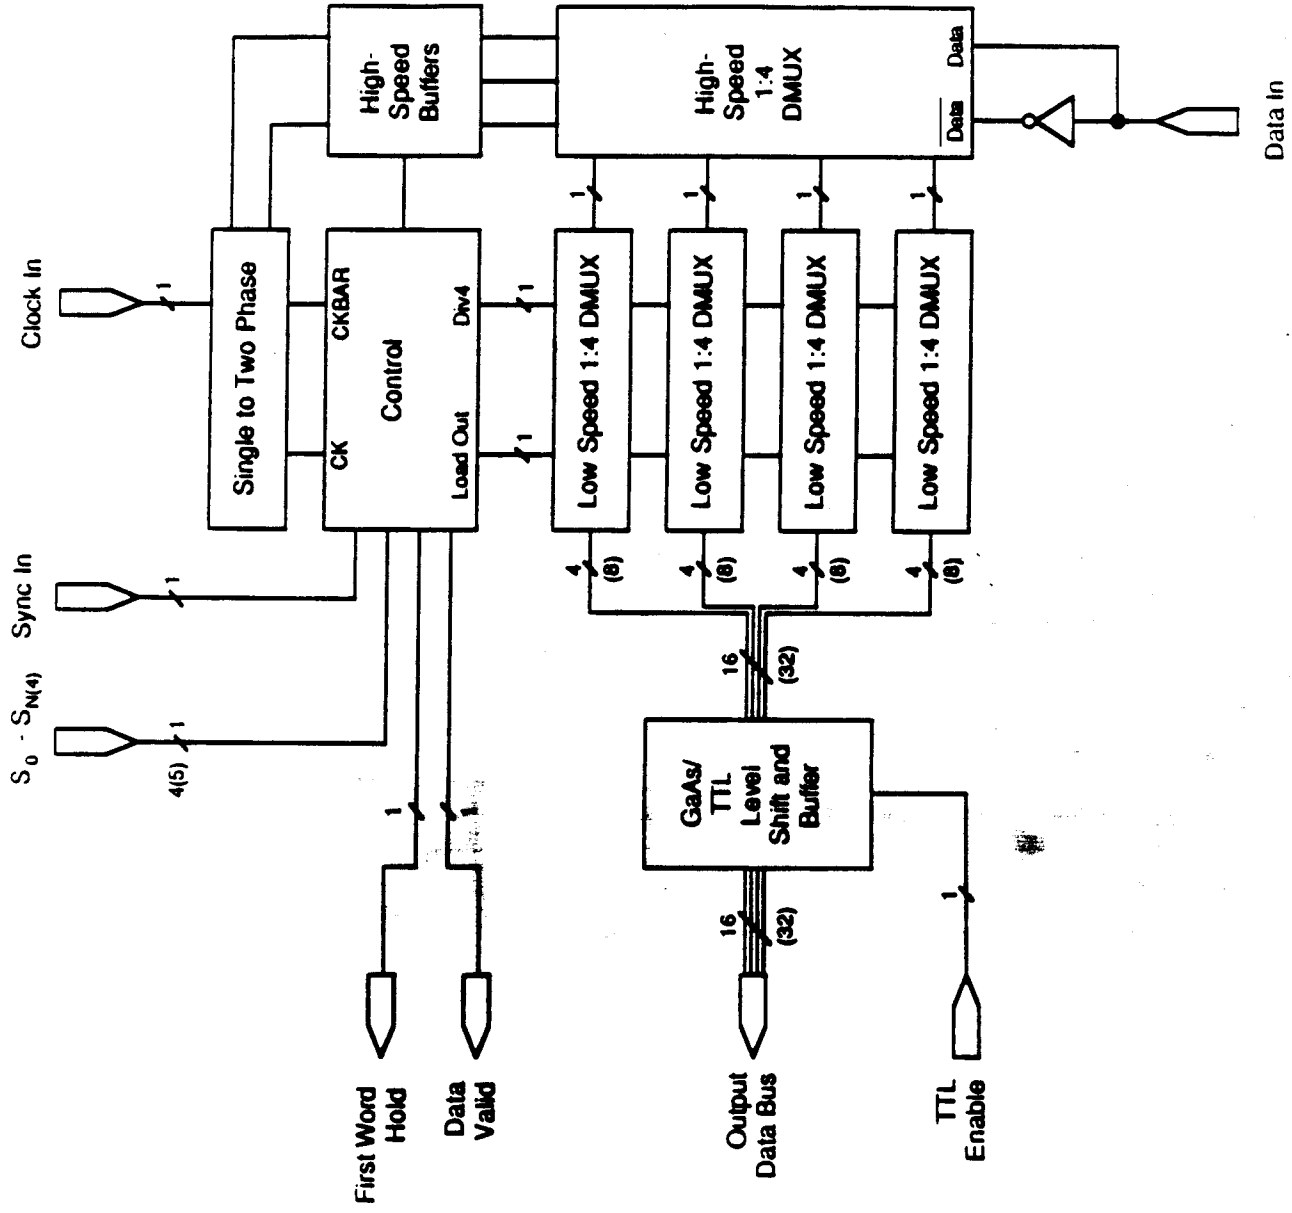 S₀ - S_N(4)
Sync In
Clock In
4(5)
1
1
1
Single to Two Phase
CK
CKBAR
Control
Load Out
Div4
1
1
High-
Speed
Buffers
First Word
Hold
1
Data
Valid
1
Low Speed 1:4 DMUX
Low Speed 1:4 DMUX
Low Speed 1:4 DMUX
Low Speed 1:4 DMUX
4
(8)
4
(8)
4
(8)
4
(8)
1
1
1
1
High-
Speed
1:4
DMUX
D̅a̅t̅a̅
Data
GaAs/
TTL
Level
Shift and
Buffer
16
(32)
16
(32)
Output
Data Bus
T̅T̅L̅
Enable
1
Data In